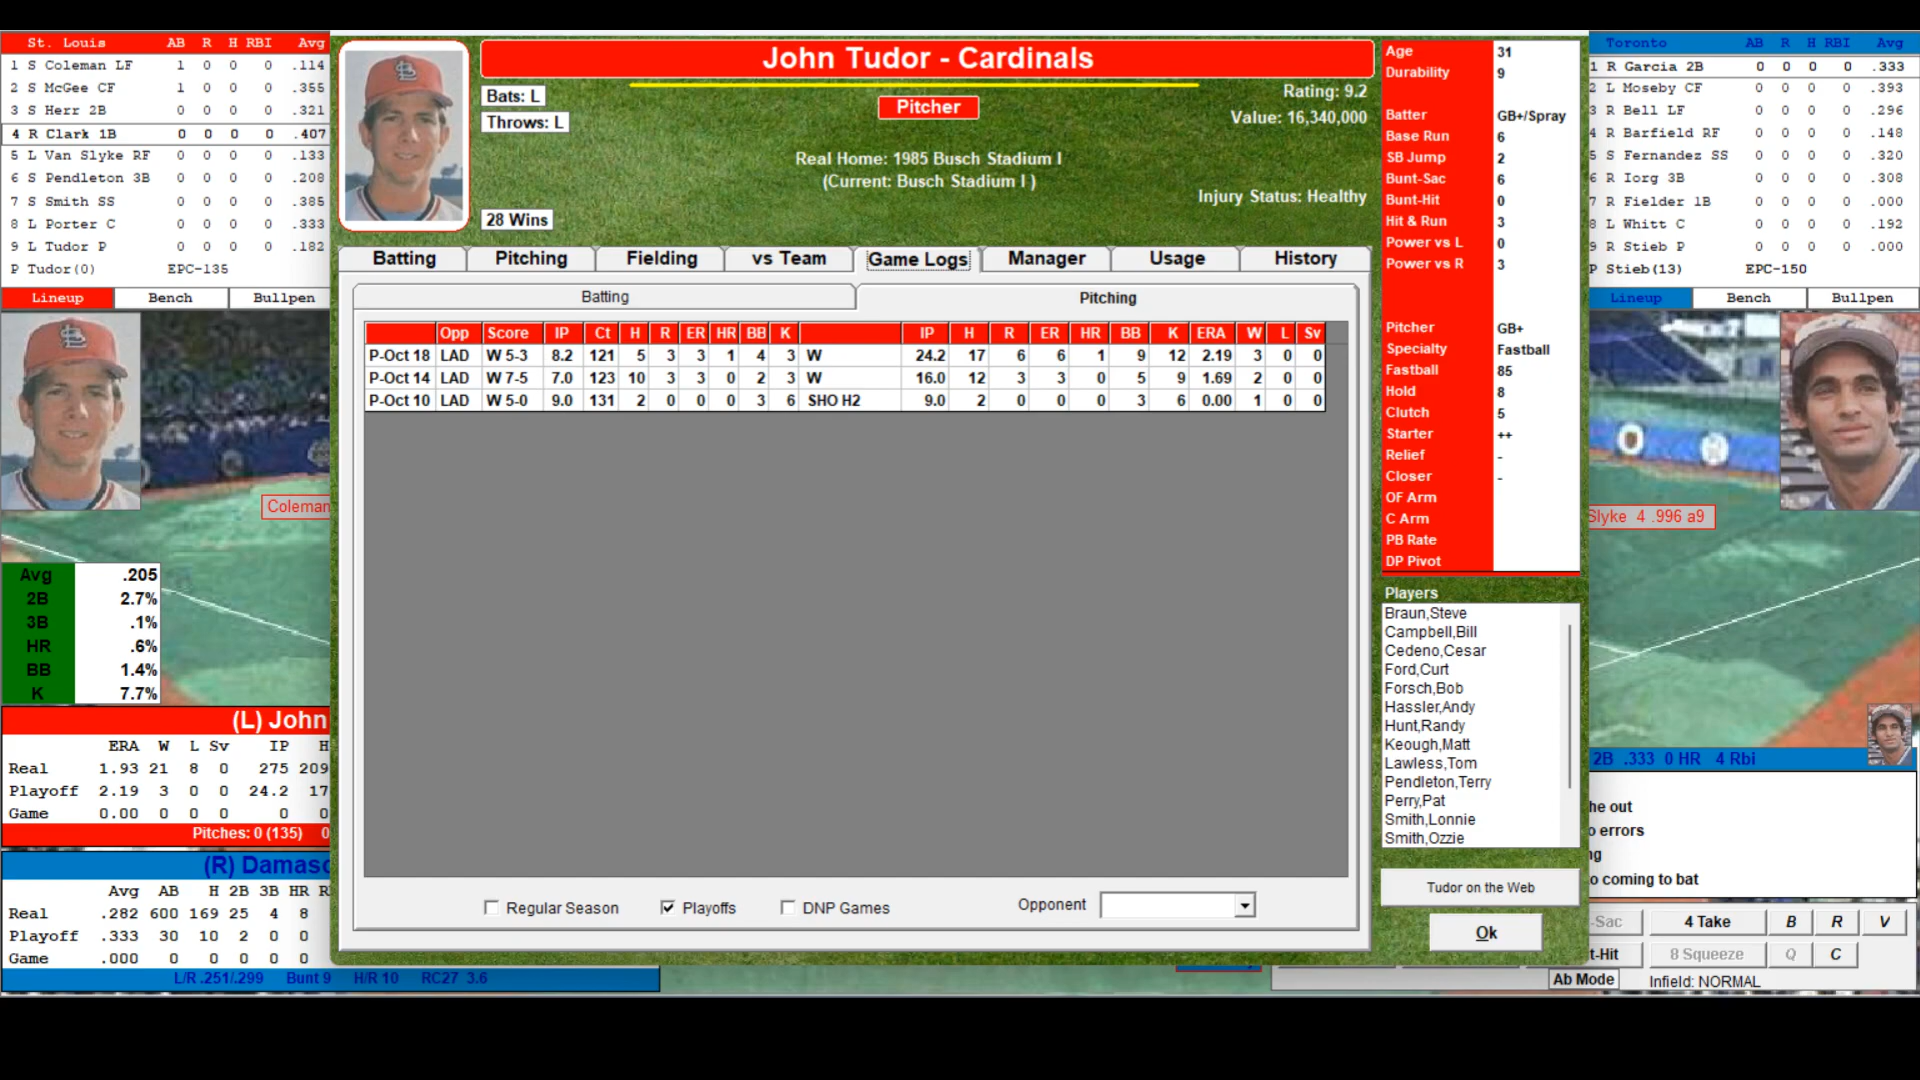 St. Louis AB R H RBI Avg
1 S Coleman LF 1 0 0 0 .114
2 S McGee CF 1 0 0 0 .355
3 S Herr 2B 0 0 0 0 .321
4 R Clark 1B 0 0 0 0 .407
5 L Van Slyke RF 0 0 0 0 .133
6 S Pendleton 3B 0 0 0 0 .208
7 S Smith SS 0 0 0 0 .385
8 L Porter C 0 0 0 0 .333
9 L Tudor P 0 0 0 0 .182
P Tudor(0) EPC-135
Lineup Bench Bullpen
Coleman
Avg .205
2B 2.7%
3B .1%
HR .6%
BB 1.4%
K 7.7%
(L) John
ERA W L Sv IP H
Real 1.93 21 8 0 275 209
Playoff 2.19 3 0 0 24.2 17
Game 0.00 0 0 0 0 0
Pitches: 0 (135) 0
(R) Damaso
Avg AB H 2B 3B HR R
Real .282 600 169 25 4 8
Playoff .333 30 10 2 0 0
Game .000 0 0 0 0 0
L/R .251/.299 Bunt 9 H/R 10 RC27 3.6
John Tudor - Cardinals
Bats: L
Throws: L
Pitcher
Rating: 9.2
Value: 16,340,000
Real Home: 1985 Busch Stadium I
(Current: Busch Stadium I )
Injury Status: Healthy
28 Wins
Batting Pitching Fielding vs Team Game Logs Manager Usage History
Batting Pitching
Opp Score IP Ct H R ER HR BB K IP H R ER HR BB K ERA W L Sv
P-Oct 18 LAD W 5-3 8.2 121 5 3 3 1 4 3 W 24.2 17 6 6 1 9 12 2.19 3 0 0
P-Oct 14 LAD W 7-5 7.0 123 10 3 3 0 2 3 W 16.0 12 3 3 0 5 9 1.69 2 0 0
P-Oct 10 LAD W 5-0 9.0 131 2 0 0 0 3 6 SHO H2 9.0 2 0 0 0 3 6 0.00 1 0 0
Regular Season Playoffs DNP Games Opponent
Age 31
Durability 9
Batter GB+/Spray
Base Run 6
SB Jump 2
Bunt-Sac 6
Bunt-Hit 0
Hit & Run 3
Power vs L 0
Power vs R 3
Pitcher GB+
Specialty Fastball
Fastball 85
Hold 8
Clutch 5
Starter ++
Relief -
Closer -
OF Arm
C Arm
PB Rate
DP Pivot
Players
Braun,Steve
Campbell,Bill
Cedeno,Cesar
Ford,Curt
Forsch,Bob
Hassler,Andy
Hunt,Randy
Keough,Matt
Lawless,Tom
Pendleton,Terry
Perry,Pat
Smith,Lonnie
Smith,Ozzie
Tudor on the Web
Ok
Toronto AB R H RBI Avg
1 R Garcia 2B 0 0 0 0 .333
2 L Moseby CF 0 0 0 0 .393
3 R Bell LF 0 0 0 0 .296
4 R Barfield RF 0 0 0 0 .148
5 S Fernandez SS 0 0 0 0 .320
6 R Iorg 3B 0 0 0 0 .308
7 R Fielder 1B 0 0 0 0 .000
8 L Whitt C 0 0 0 0 .192
9 R Stieb P 0 0 0 0 .000
P Stieb(13) EPC-150
Lineup Bench Bullpen
Slyke 4 .996 a9
2B .333 0 HR 4 Rbi
he out
o errors
ng
o coming to bat
-Sac 4 Take B R V
t-Hit 8 Squeeze Q C
Ab Mode Infield: NORMAL